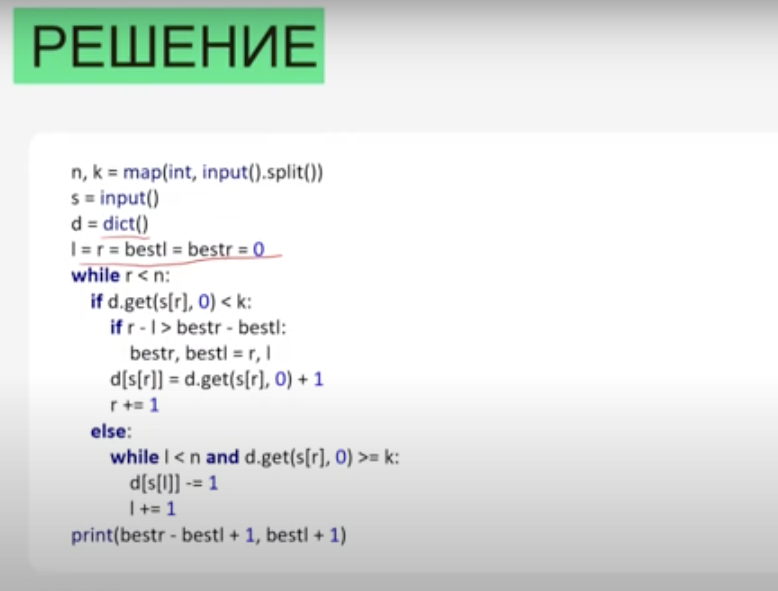 РЕШЕНИЕ
n, k = map(int, input().split())
s = input()
d = dict()
l = r = bestl = bestr = 0
while r < n:
if d.get(s[r], 0) < k:
if r - l > bestr - bestl:
bestr, bestl = r, l
d[s[r]] = d.get(s[r], 0) + 1
r += 1
else:
while l < n and d.get(s[r], 0) >= k:
d[s[l]] -= 1
l += 1
print(bestr - bestl + 1, bestl + 1)